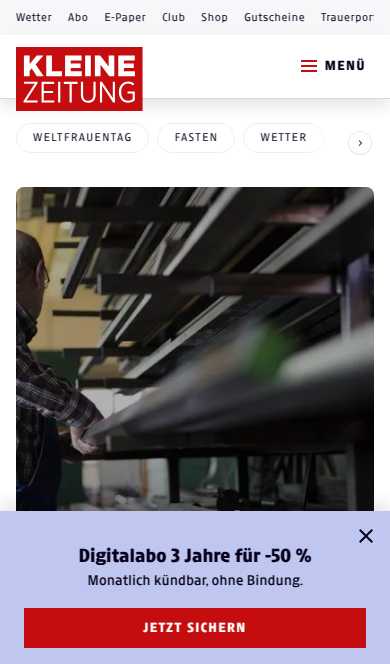 Wetter Abo E-Paper Club Shop Gutscheine
KLEINE
ZEITUNG
MENÜ
WELTFRAUENTAG FASTEN WETTER
Digitalabo 3 Jahre für -50 %
Monatlich kündbar, ohne Bindung.
JETZT SICHERN